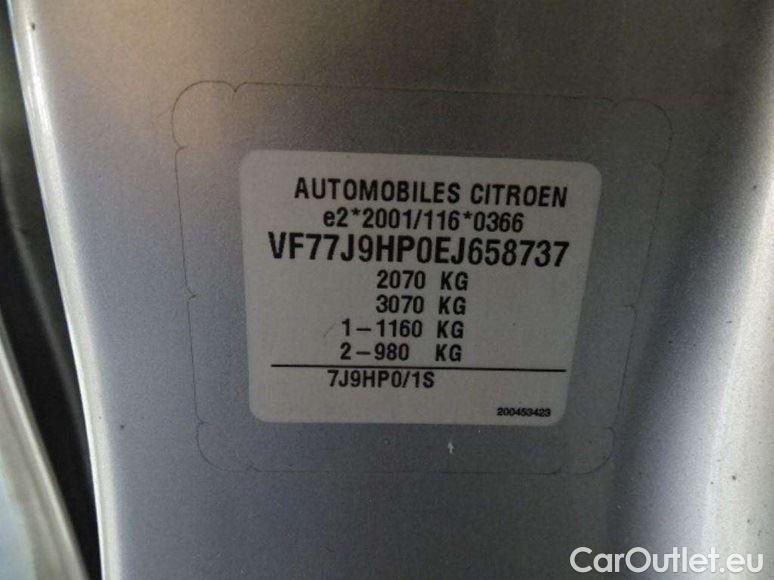 AUTOMOBILES CITROEN
e2*2001/116*0366
VF77J9HP0EJ658737
2070 KG
3070 KG
1-1160 KG
2-980 KG
7J9HP0/1S
200453423
CarOutlet.eu